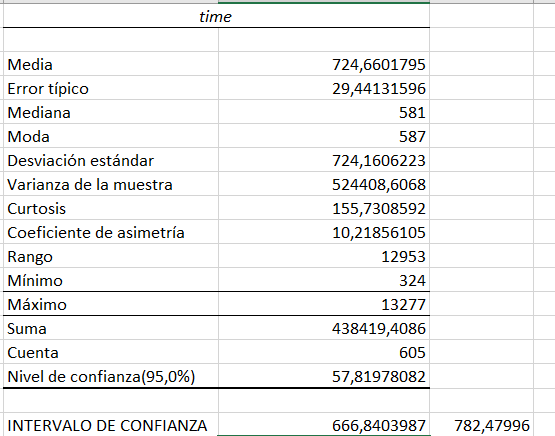 time
Media 724,6601795
Error típico 29,44131596
Mediana 581
Moda 587
Desviación estándar 724,1606223
Varianza de la muestra 524408,6068
Curtosis 155,7308592
Coeficiente de asimetría 10,21856105
Rango 12953
Mínimo 324
Máximo 13277
Suma 438419,4086
Cuenta 605
Nivel de confianza(95,0%) 57,81978082
INTERVALO DE CONFIANZA 666,8403987 782,47996